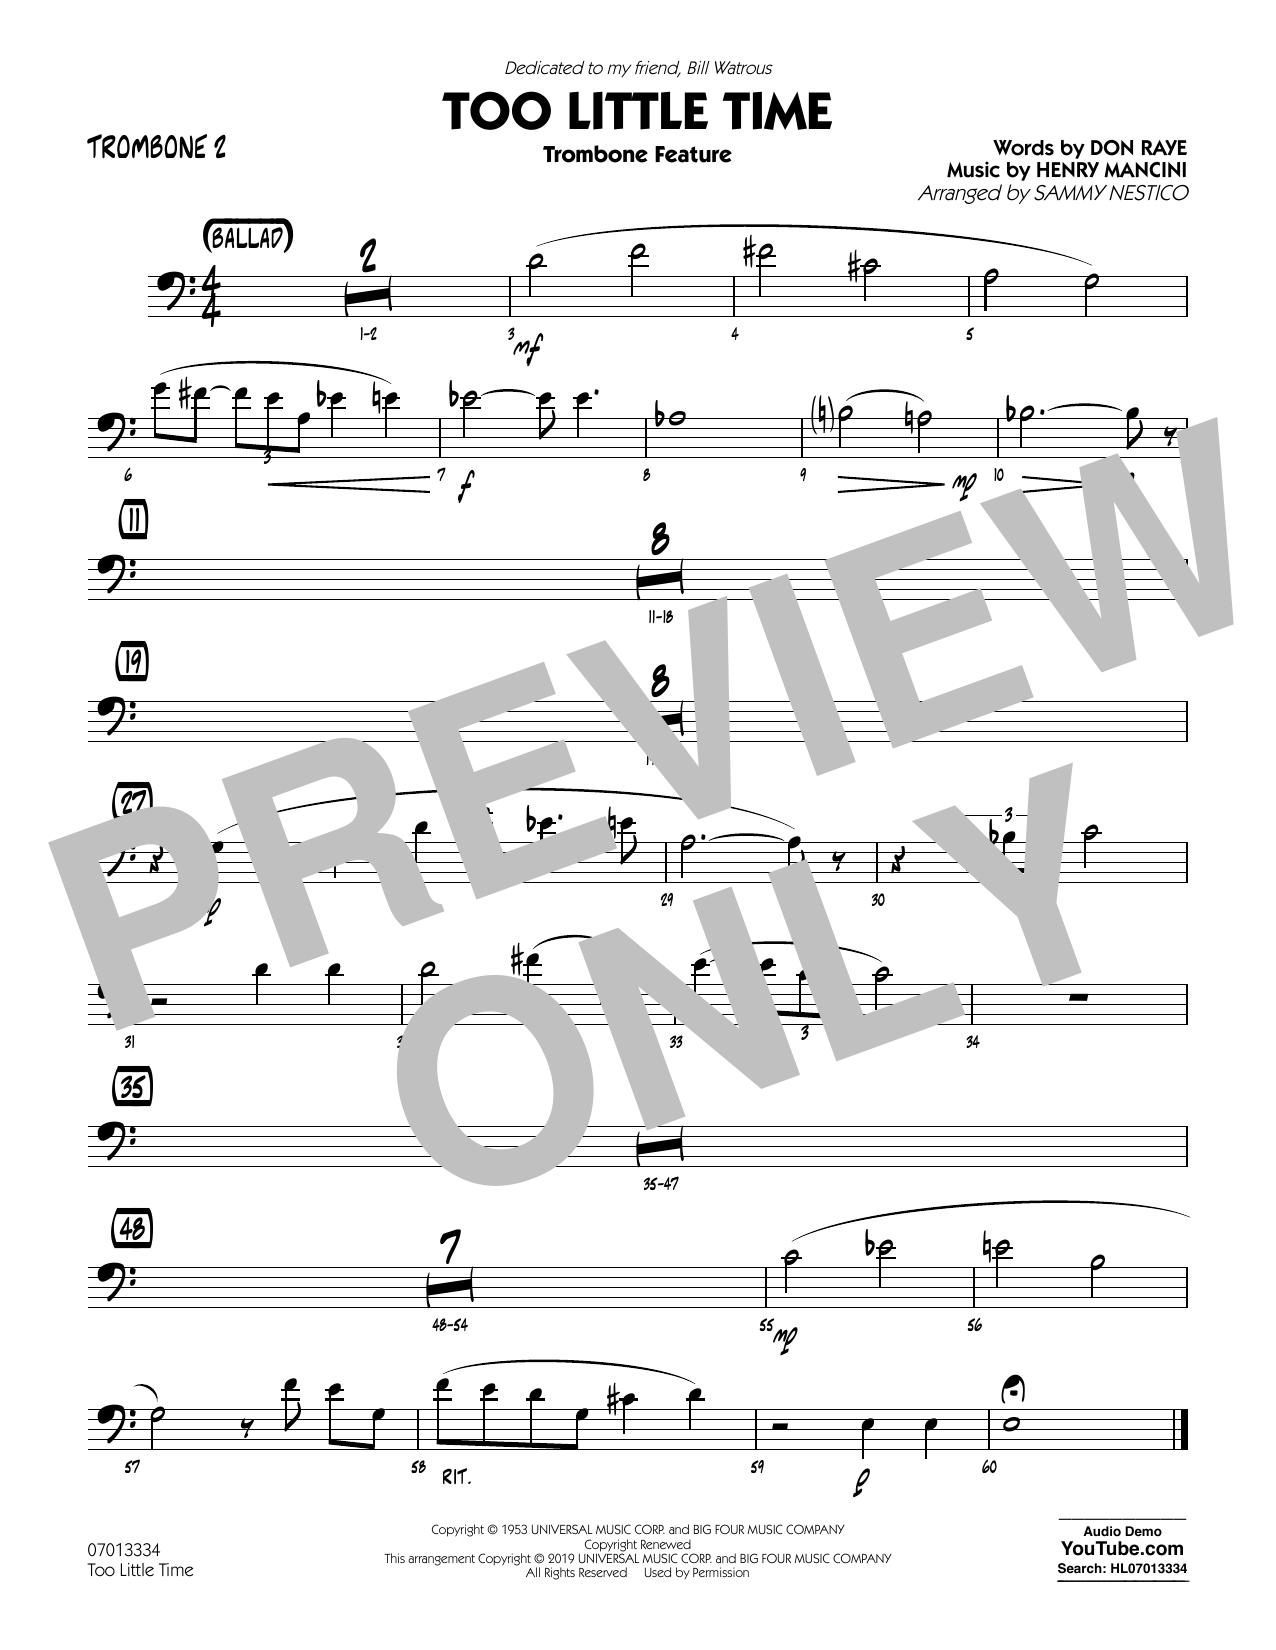 Dedicated to my friend, Bill Watrous
TOO LITTLE TIME
TROMBONE 2
Trombone Feature
Words by DON RAYE
Music by HENRY MANCINI
Arranged by SAMMY NESTICO
(BALLAD)
2
4
4
1-2
3
mf
4
5
3
6
7
f
8
9
mp
10
11
8
11-18
19
8
27
3
p
29
30
31
33
3
34
35
35-47
48
7
48-54
55
mp
56
57
58
RIT.
59
p
60
PREVIEW
ONLY
Copyright © 1953 UNIVERSAL MUSIC CORP. and BIG FOUR MUSIC COMPANY
Copyright Renewed
This arrangement Copyright © 2019 UNIVERSAL MUSIC CORP. and BIG FOUR MUSIC COMPANY
All Rights Reserved Used by Permission
07013334
Too Little Time
Audio Demo
YouTube.com
Search: HL07013334